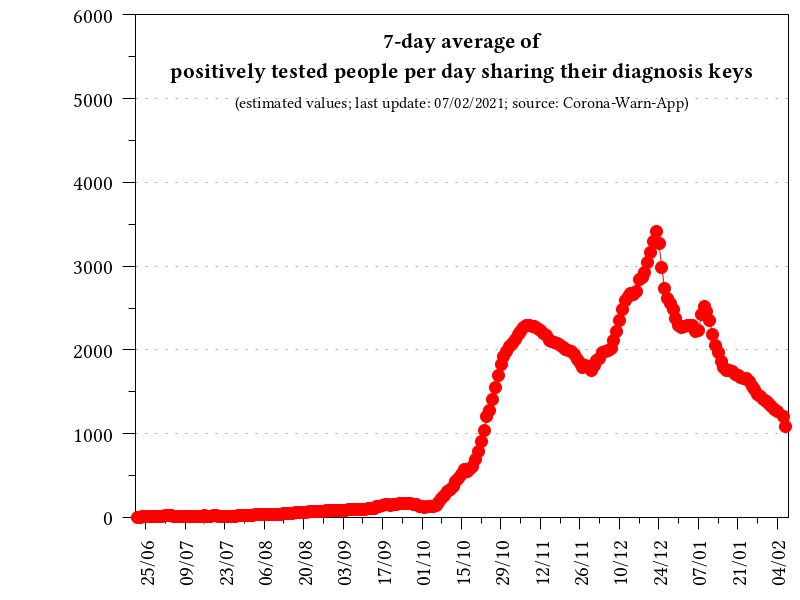 7-day average of
positively tested people per day sharing their diagnosis keys
(estimated values; last update: 07/02/2021; source: Corona-Warn-App)
6000
5000
4000
3000
2000
1000
0
25/06 09/07 23/07 06/08 20/08 03/09 17/09 01/10 15/10 29/10 12/11 26/11 10/12 24/12 07/01 21/01 04/02